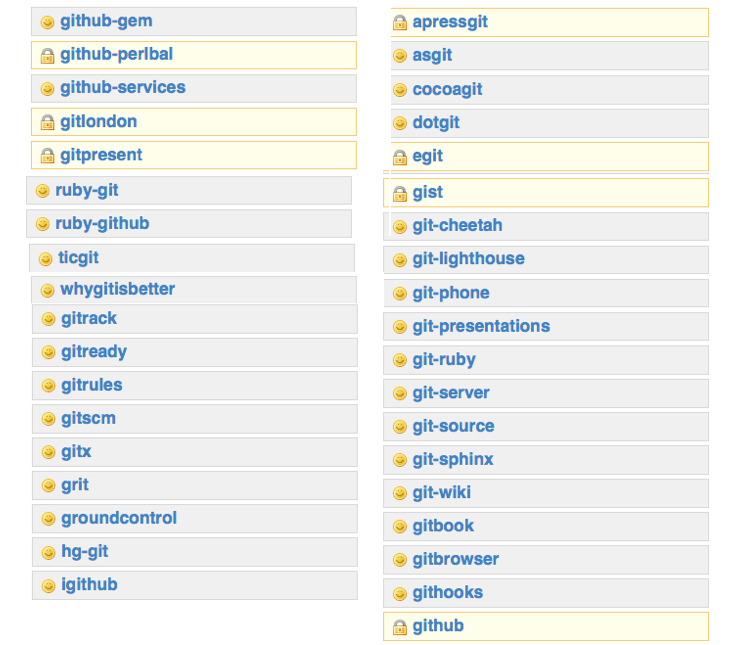 github-gem
github-perlbal
github-services
gitlondon
gitpresent
ruby-git
ruby-github
ticgit
whygitisbetter
gitrack
gitready
gitrules
gitscm
gitx
grit
groundcontrol
hg-git
igithub
apressgit
asgit
cocoagit
dotgit
egit
gist
git-cheetah
git-lighthouse
git-phone
git-presentations
git-ruby
git-server
git-source
git-sphinx
git-wiki
gitbook
gitbrowser
githooks
github